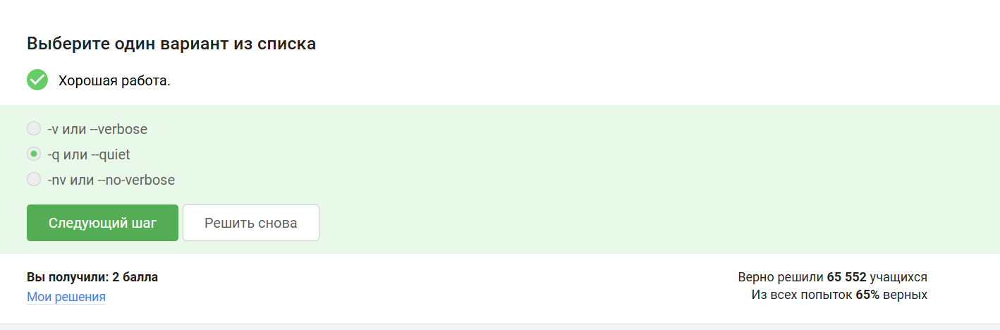 Выберите один вариант из списка
Хорошая работа.
-v или --verbose
-q или --quiet
-nv или --no-verbose
Следующий шаг
Решить снова
Вы получили: 2 балла
Мои решения
Верно решили 65 552 учащихся
Из всех попыток 65% верных